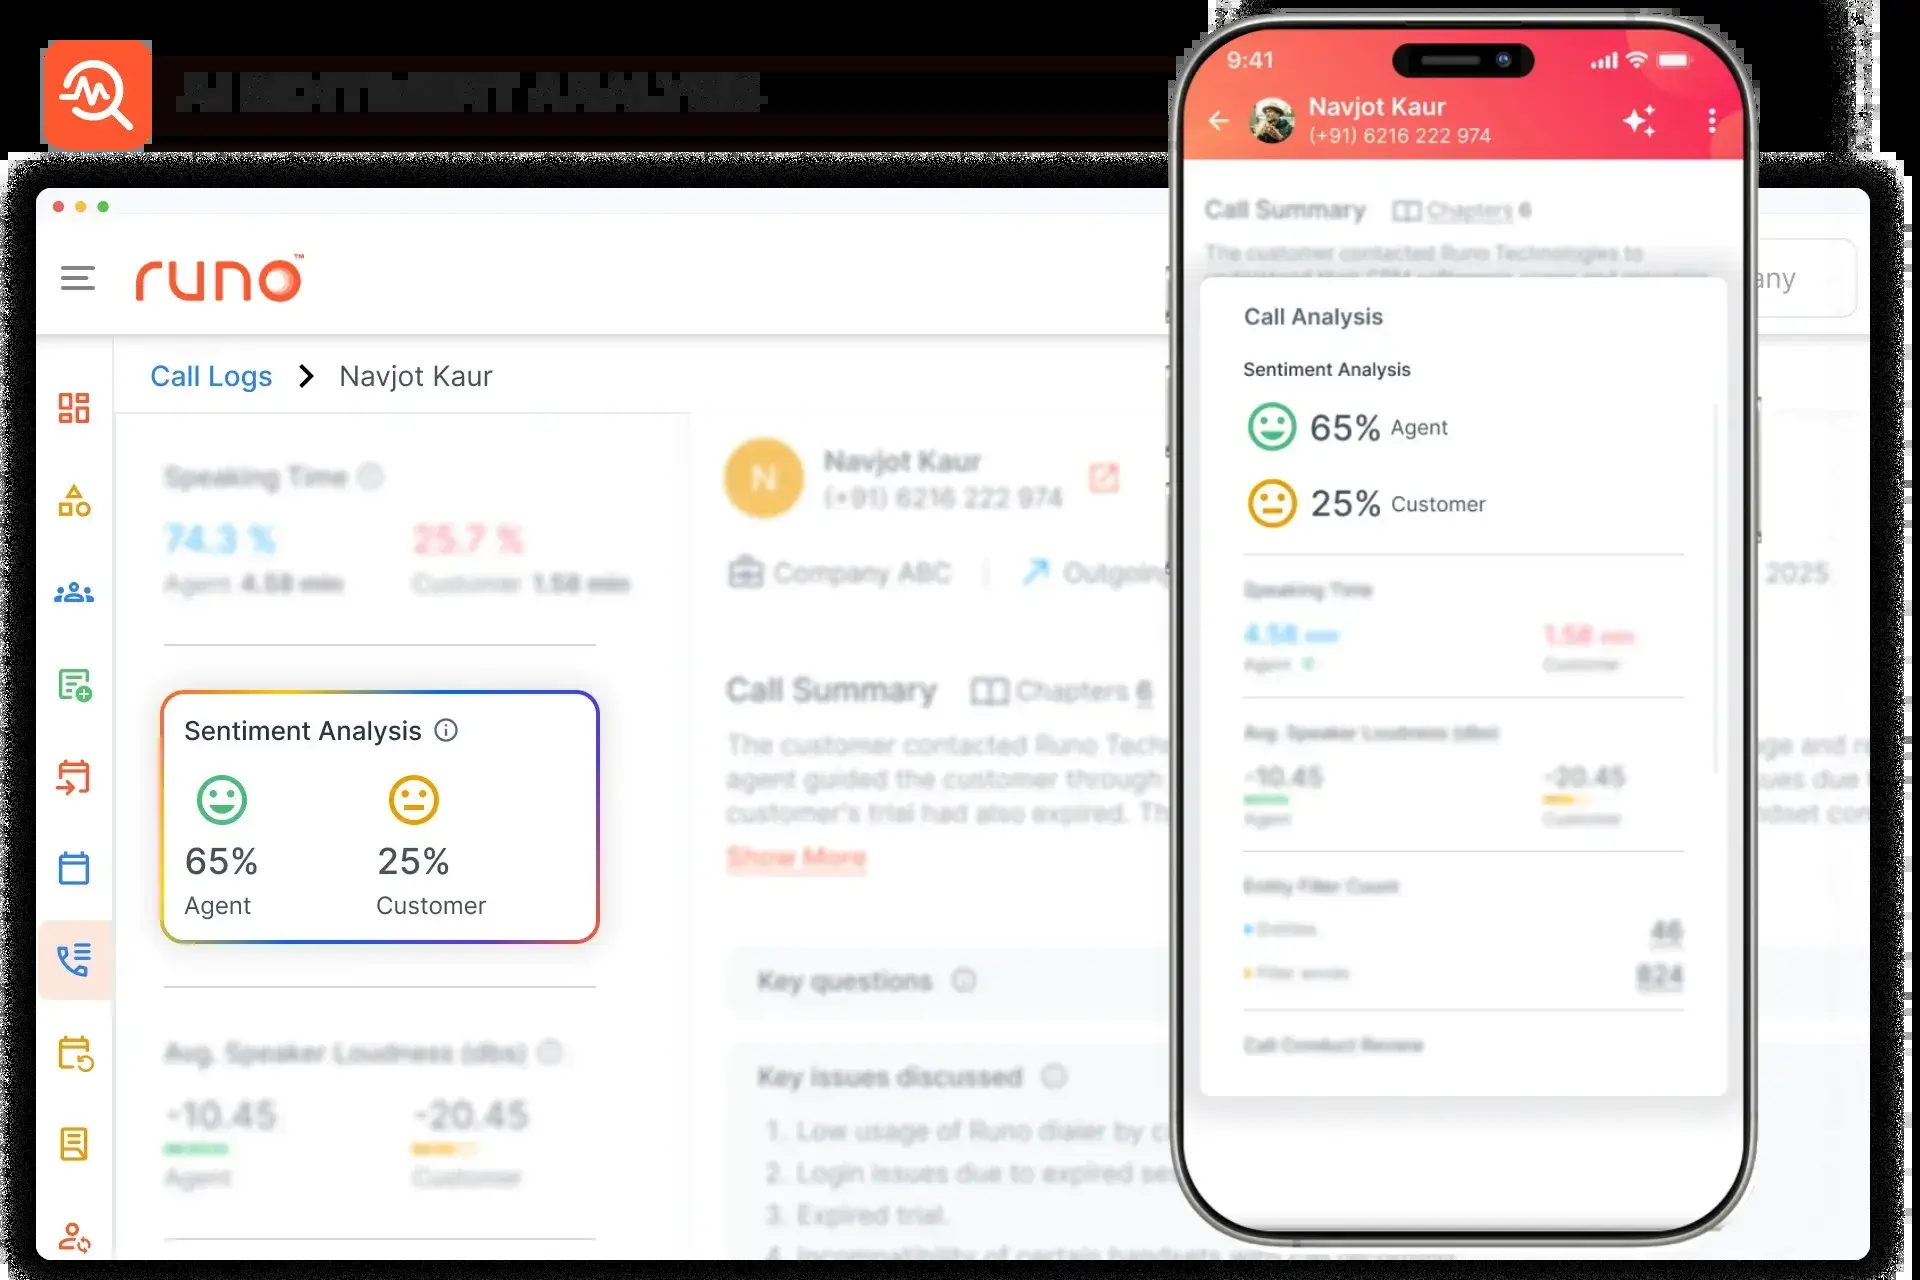 AI SENTIMENT ANALYSIS
runo™
Call Logs > Navjot Kaur
Speaking Time
74.3 % 25.7 %
Agent 4.58 min Customer 1.58 min
Sentiment Analysis
65% 25%
Agent Customer
Avg. Speaker Loudness (dbs)
-10.45 -20.45
Agent Customer
N
Navjot Kaur
(+91) 6216 222 974
Company ABC
Outgoing
2025
Call Summary Chapters 6
The customer contacted Runo Tech
agent guided the customer through
customer's trial had also expired. Th
Show More
Key questions
Key issues discussed
1. Low usage of Runo dialer by c
2. Login issues due to expired se
3. Expired trial.
4. Incompatibility of certain handsets with
9:41
Navjot Kaur
(+91) 6216 222 974
Call Summary Chapters 6
The customer contacted Runo Technologies to
Call Analysis
Sentiment Analysis
65% Agent
25% Customer
Speaking Time
4.58 min 1.58 min
Agent Customer
Avg. Speaker Loudness (dbs)
-10.45 -20.45
Agent Customer
Entity Filler Count
Entities 46
Filler words 824
Call Conduct Review